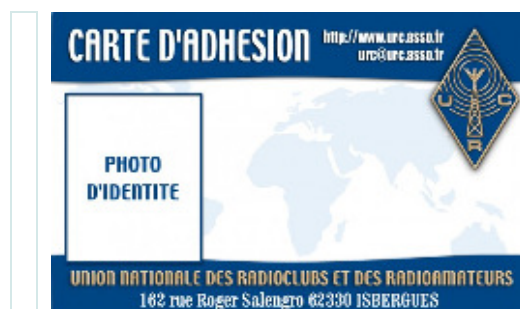 CARTE D'ADHESION
http://www.urc.asso.fr
urc@urc.asso.fr
U C
R
PHOTO
D'IDENTITE
UNION NATIONALE DES RADIOCLUBS ET DES RADIOAMATEURS
162 rue Roger Salengro 62330 ISBERGUES